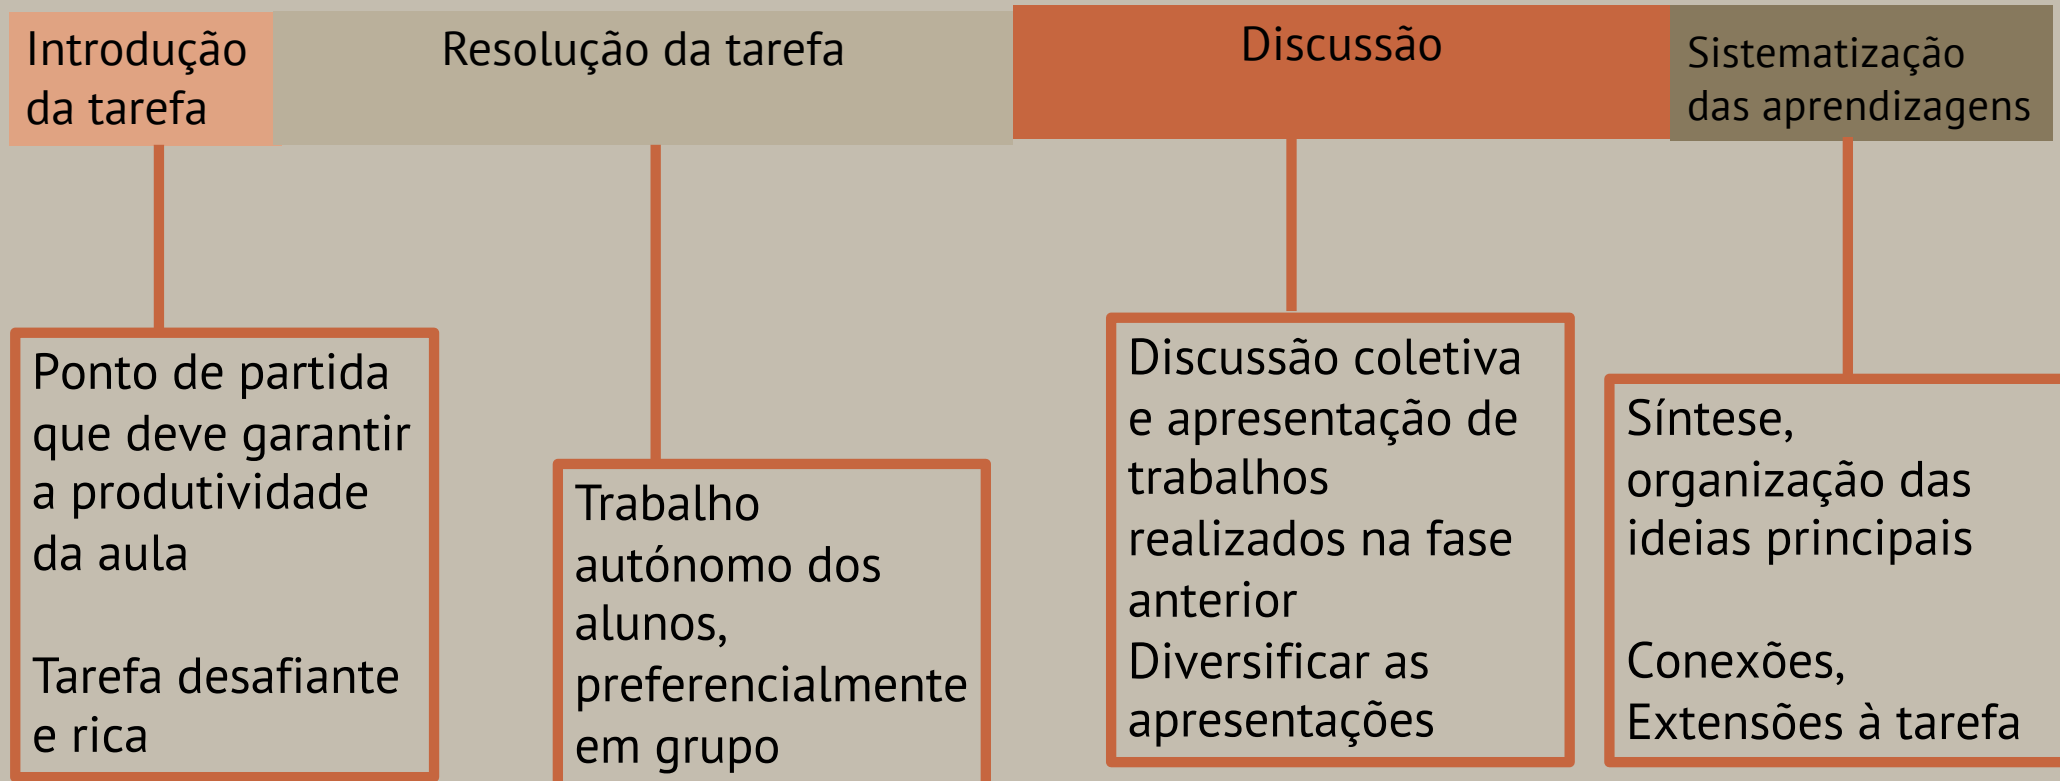 Introdução
da tarefa
Resolução da tarefa
Discussão
Sistematização
das aprendizagens
Ponto de partida
que deve garantir
a produtividade
da aula
Tarefa desafiante
e rica
Trabalho
autónomo dos
alunos,
preferencialmente
em grupo
Discussão coletiva
e apresentação de
trabalhos
realizados na fase
anterior
Diversificar as
apresentações
Síntese,
organização das
ideias principais
Conexões,
Extensões à tarefa